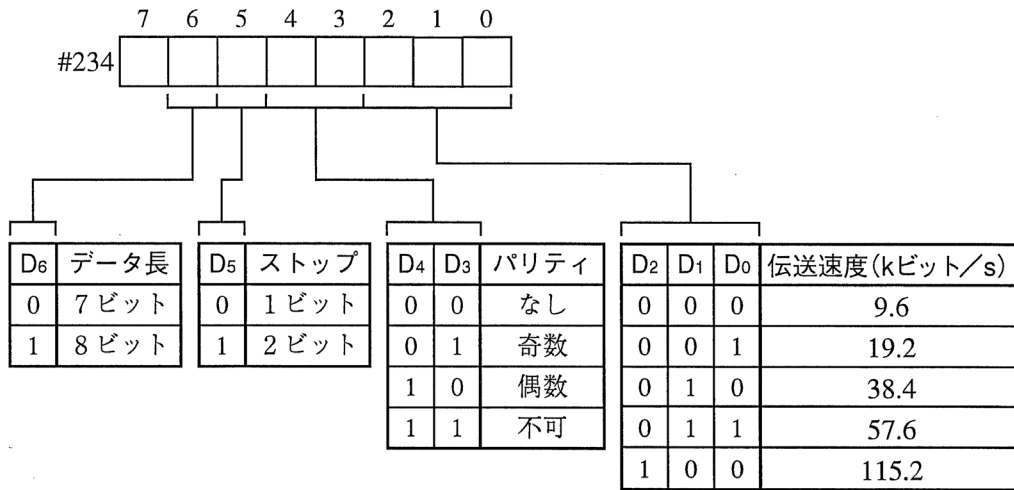 7 6 5 4 3 2 1 0
#234
D6 データ長
0 7ビット
1 8ビット
D5 ストップ
0 1ビット
1 2ビット
D4 D3 パリティ
0 0 なし
0 1 奇数
1 0 偶数
1 1 不可
D2 D1 D0 伝送速度(kビット/s)
0 0 0 9.6
0 0 1 19.2
0 1 0 38.4
0 1 1 57.6
1 0 0 115.2